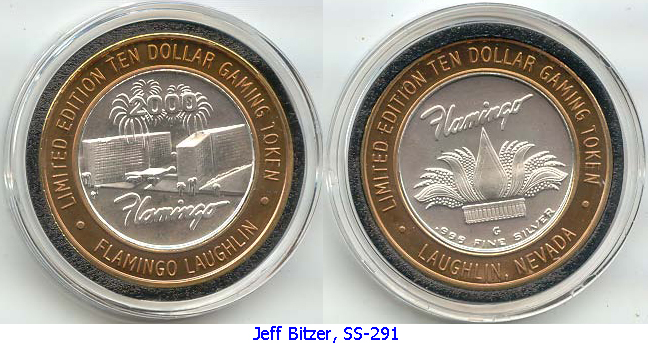 LIMITED EDITION TEN DOLLAR GAMING TOKEN
2000
Flamingo
• FLAMINGO LAUGHLIN •
LIMITED EDITION TEN DOLLAR GAMING TOKEN
Flamingo
G
.999 FINE SILVER
• LAUGHLIN, NEVADA •
Jeff Bitzer, SS-291